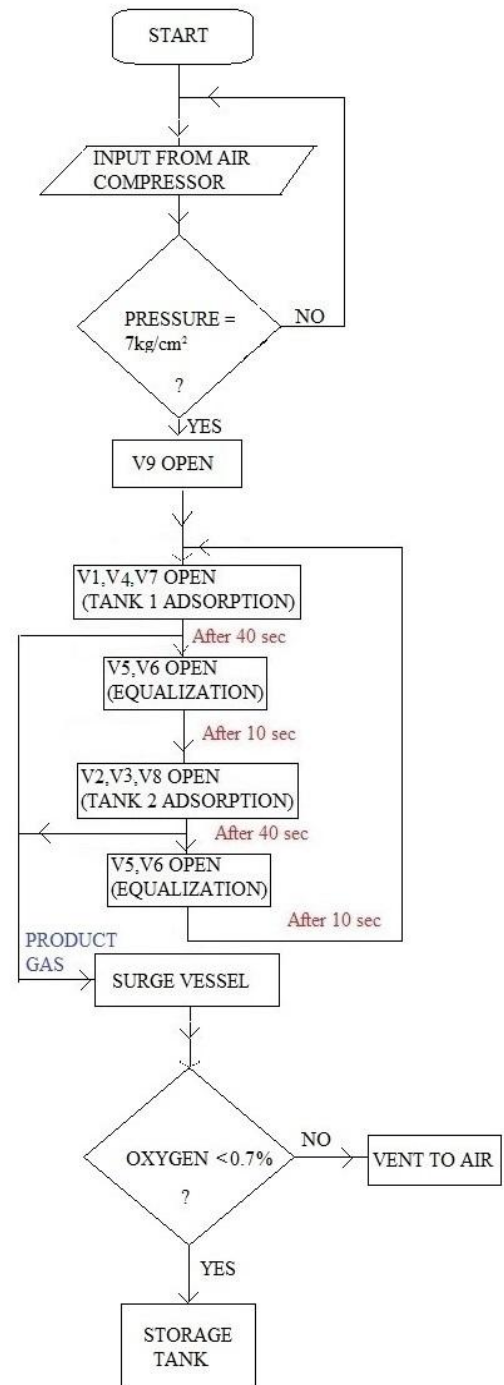 START
INPUT FROM AIR
COMPRESSOR
PRESSURE =
7kg/cm²
?
NO
YES
V9 OPEN
V1,V4,V7 OPEN
(TANK 1 ADSORPTION)
After 40 sec
V5,V6 OPEN
(EQUALIZATION)
After 10 sec
V2,V3,V8 OPEN
(TANK 2 ADSORPTION)
After 40 sec
V5,V6 OPEN
(EQUALIZATION)
After 10 sec
PRODUCT
GAS
SURGE VESSEL
OXYGEN <0.7%
?
NO
VENT TO AIR
YES
STORAGE
TANK